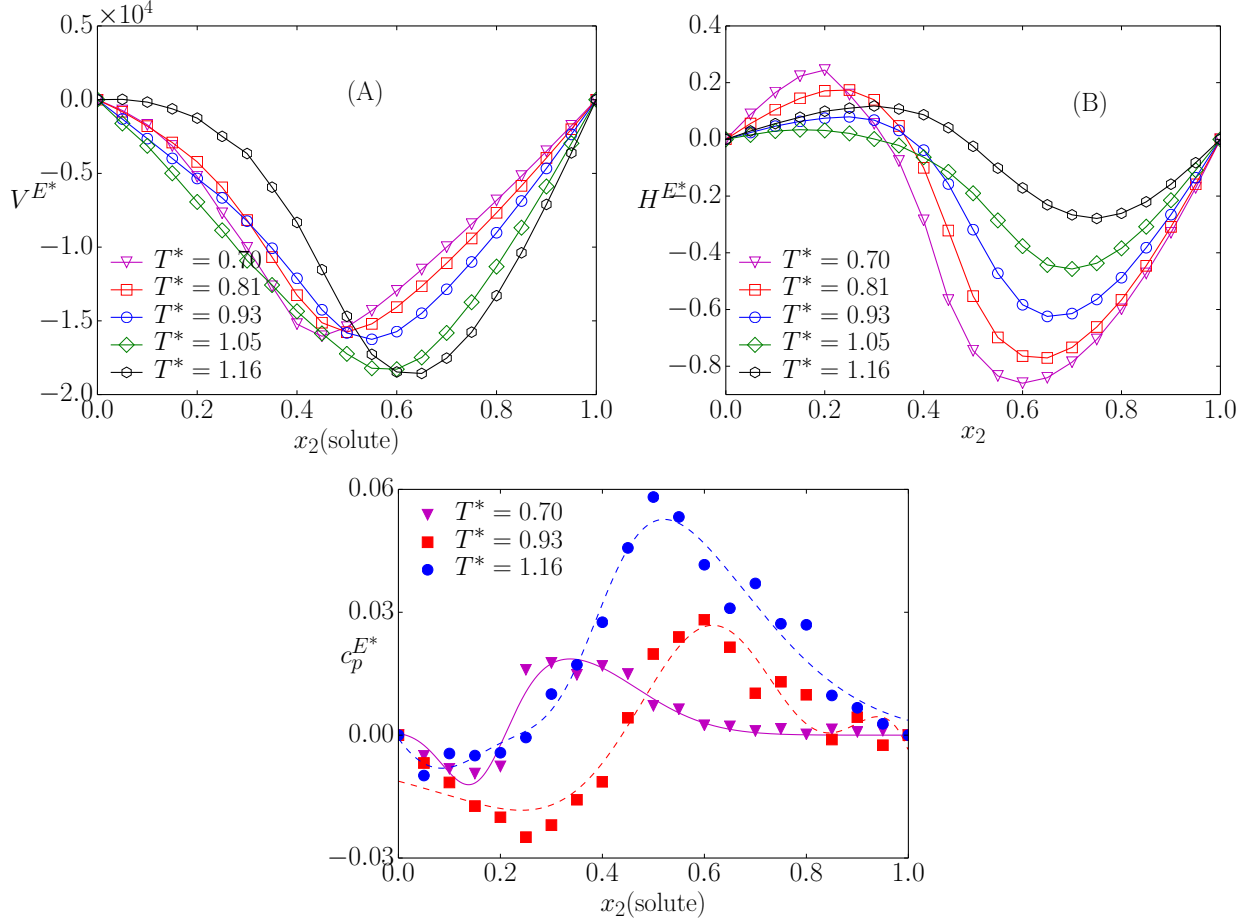 ×10⁴
0.5
0.0
−0.5
−1.0
−1.5
−2.0
V^{E*}
(A)
T* = 0.70
T* = 0.81
T* = 0.93
T* = 1.05
T* = 1.16
0.0 0.2 0.4 0.6 0.8 1.0
x₂(solute)
0.4
0.2
0.0
−0.2
−0.4
−0.6
−0.8
H^{E*}
(B)
T* = 0.70
T* = 0.81
T* = 0.93
T* = 1.05
T* = 1.16
0.0 0.2 0.4 0.6 0.8 1.0
x₂
0.06
0.03
0.00
−0.03
c_p^{E*}
T* = 0.70
T* = 0.93
T* = 1.16
0.0 0.2 0.4 0.6 0.8 1.0
x₂(solute)